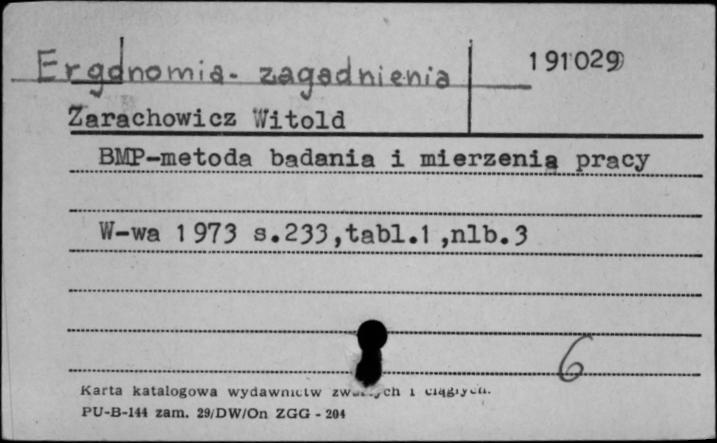 Ergonomia - zagadnienia
191029
Zarachowicz Witold
BMP-metoda badania i mierzenia pracy
W-wa 1973 s.233,tabl.1,nlb.3
6
Karta katalogowa wydawnictw i
PU-B-144 zam. 29/DW/On ZGG - 204